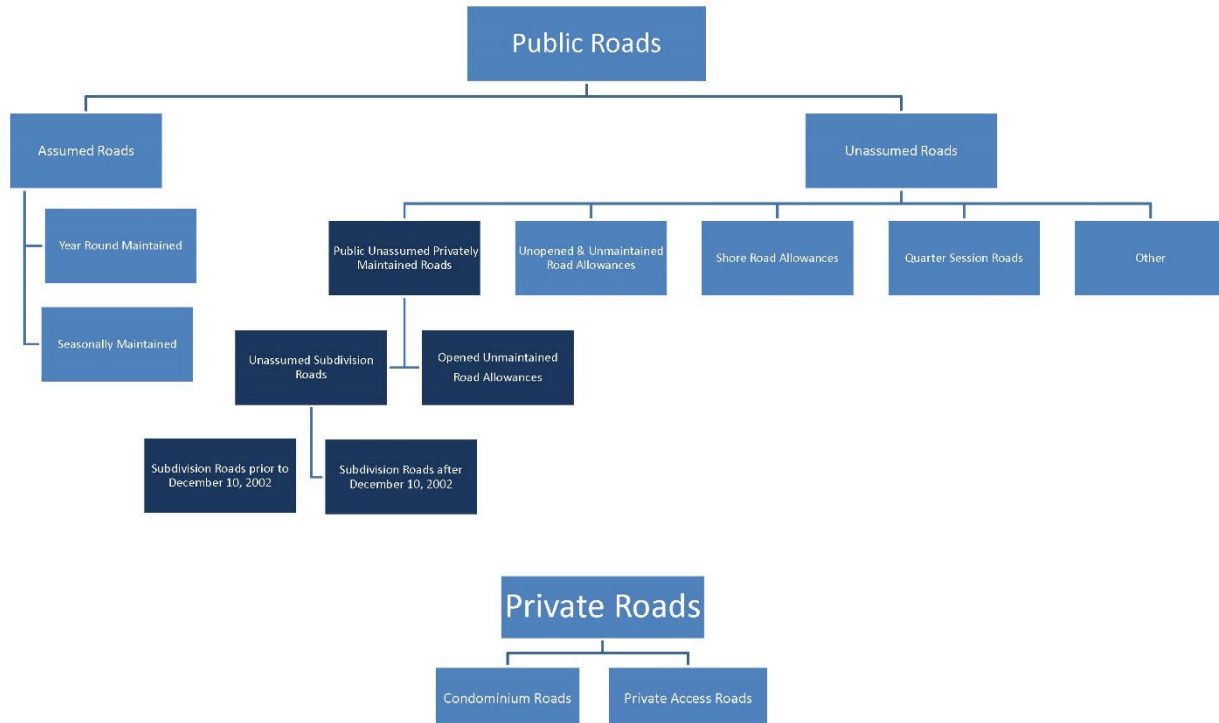 Public Roads
Assumed Roads
Unassumed Roads
Year Round Maintained
Seasonally Maintained
Public Unassumed Privately
Maintained Roads
Unopened & Unmaintained
Road Allowances
Shore Road Allowances
Quarter Session Roads
Other
Unassumed Subdivision
Roads
Opened Unmaintained
Road Allowances
Subdivision Roads prior to
December 10, 2002
Subdivision Roads after
December 10, 2002
Private Roads
Condominium Roads
Private Access Roads